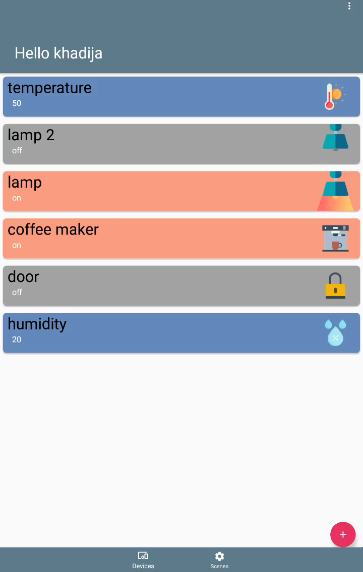 Hello khadija
temperature
50
lamp 2
off
lamp
on
coffee maker
on
door
off
humidity
20
+
Devices
Scenes